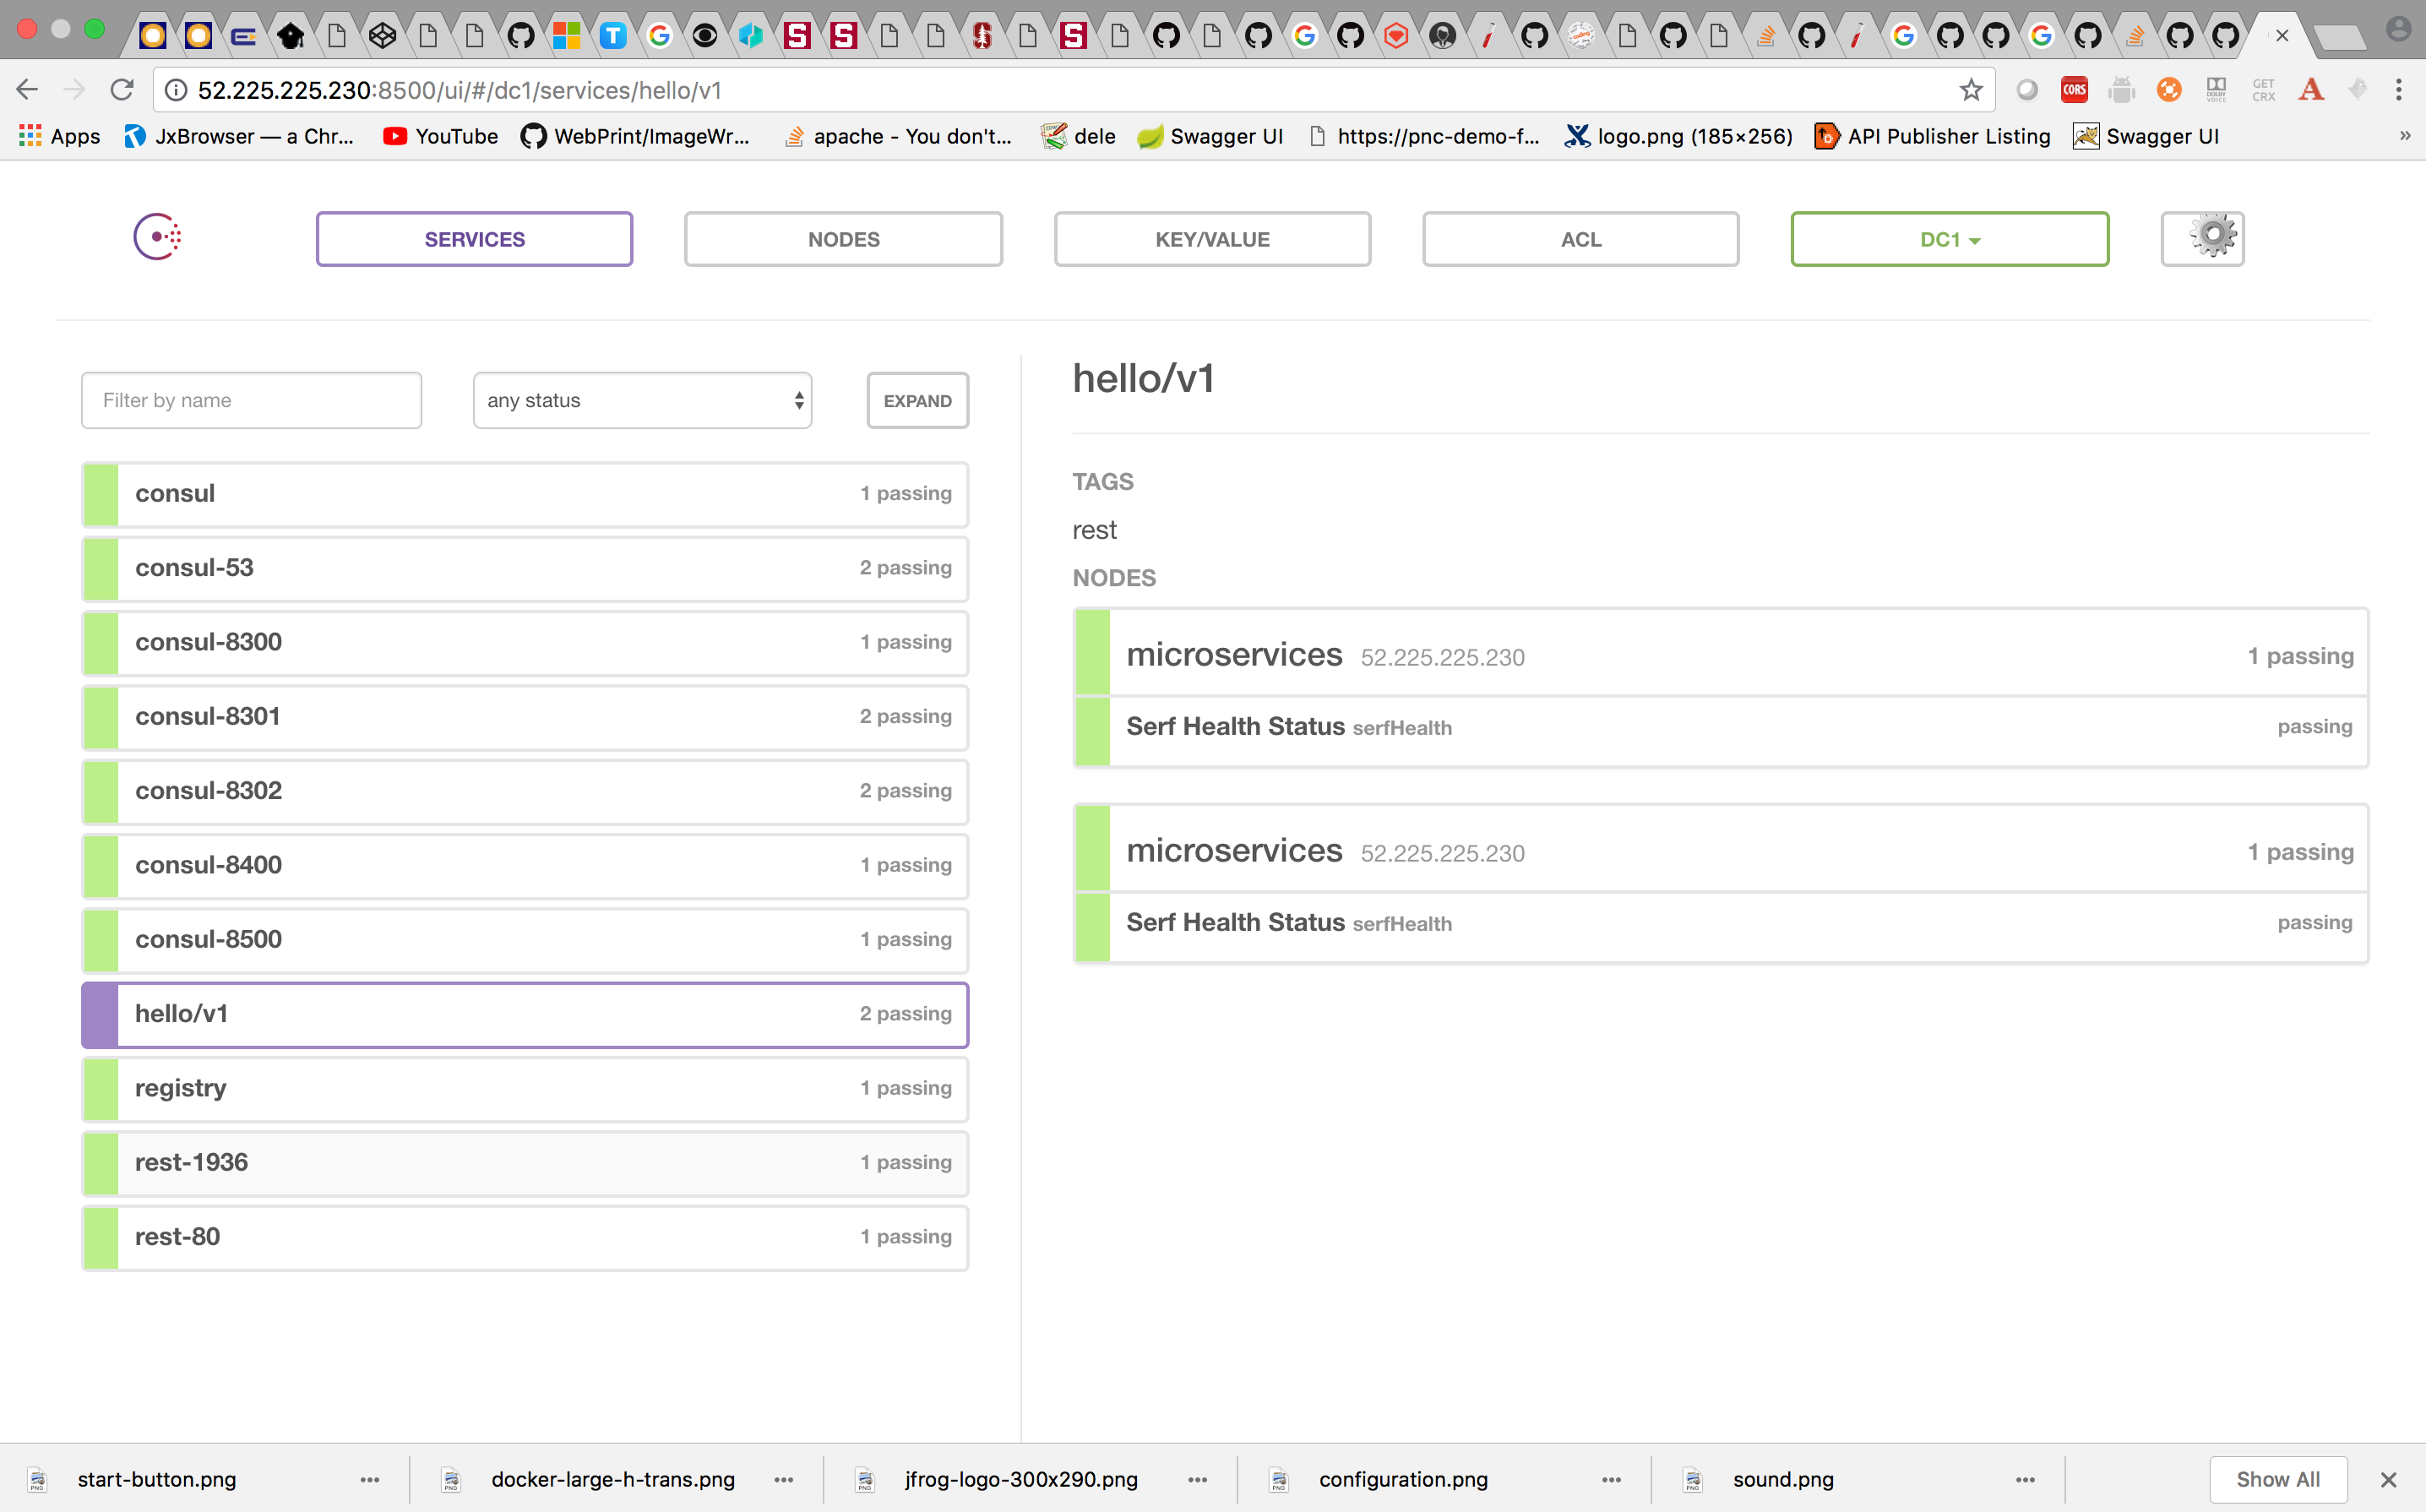 52.225.225.230:8500/ui/#/dc1/services/hello/v1
CORS
DOLBY VOICE
GET CRX
Apps
JxBrowser — a Chr...
YouTube
WebPrint/ImageWr...
apache - You don't...
dele
Swagger UI
https://pnc-demo-f...
logo.png (185×256)
API Publisher Listing
Swagger UI
»
SERVICES
NODES
KEY/VALUE
ACL
DC1
Filter by name
any status
EXPAND
consul 1 passing
consul-53 2 passing
consul-8300 1 passing
consul-8301 2 passing
consul-8302 2 passing
consul-8400 1 passing
consul-8500 1 passing
hello/v1 2 passing
registry 1 passing
rest-1936 1 passing
rest-80 1 passing
hello/v1
TAGS
rest
NODES
microservices 52.225.225.230 1 passing
Serf Health Status serfHealth passing
microservices 52.225.225.230 1 passing
Serf Health Status serfHealth passing
start-button.png
docker-large-h-trans.png
jfrog-logo-300x290.png
configuration.png
sound.png
Show All